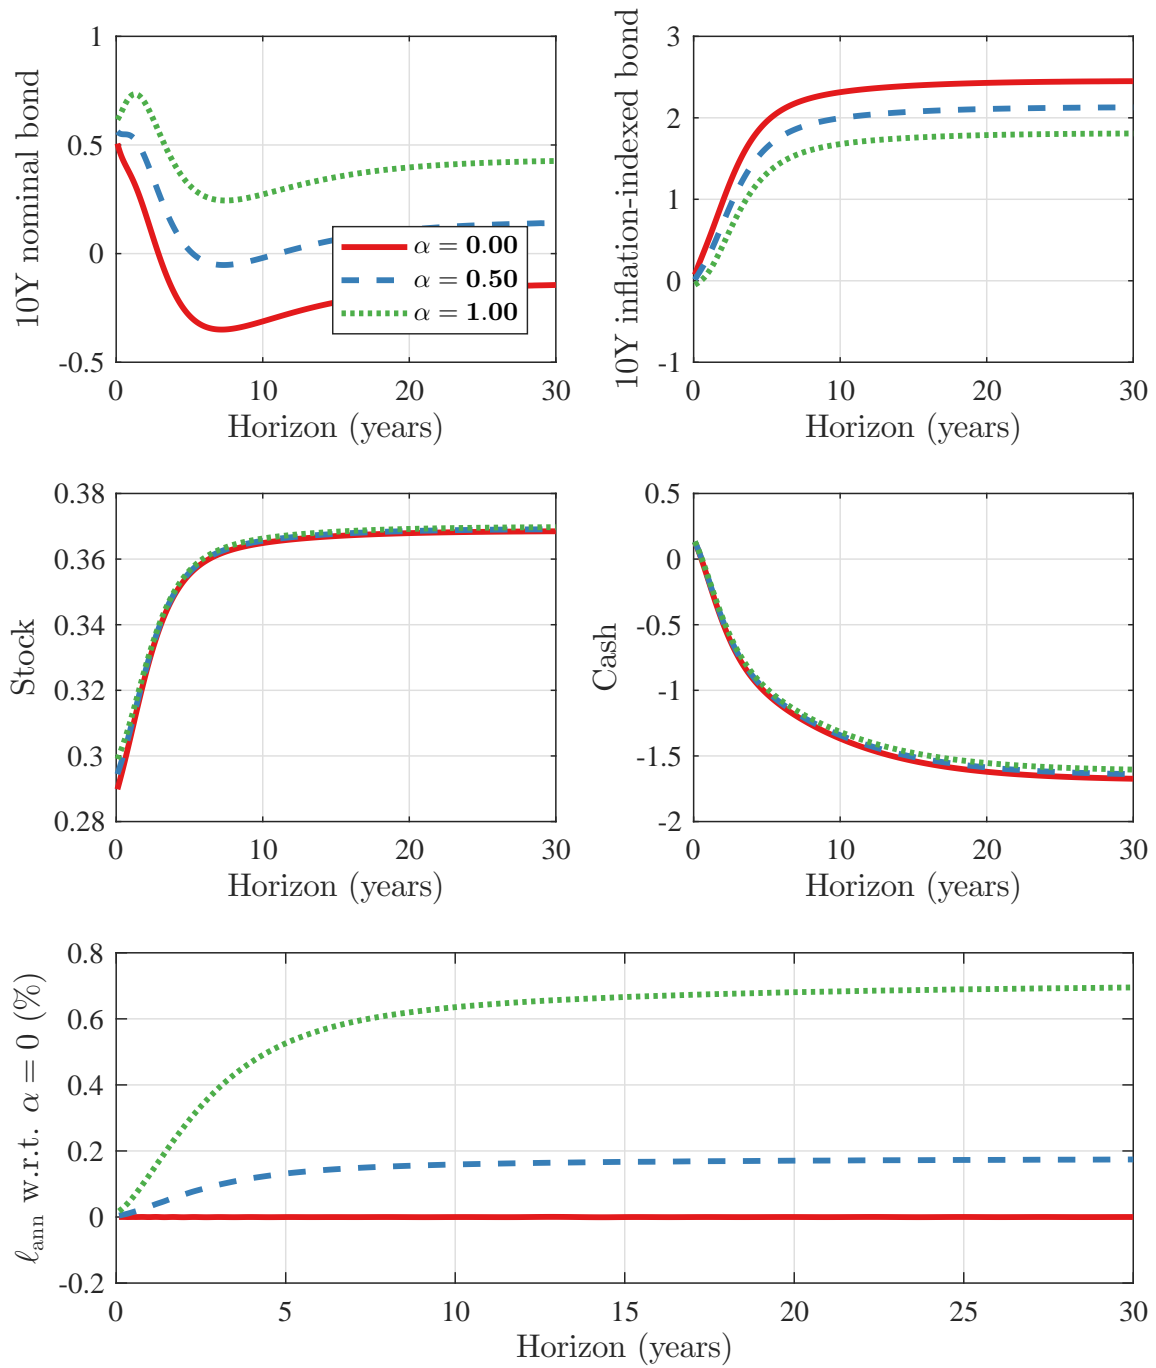 10Y nominal bond
1
0.5
0
-0.5
0 10 20 30
Horizon (years)
α = 0.00
α = 0.50
α = 1.00
10Y inflation-indexed bond
3
2
1
0
-1
0 10 20 30
Horizon (years)
Stock
0.38
0.36
0.34
0.32
0.3
0.28
0 10 20 30
Horizon (years)
Cash
0.5
0
-0.5
-1
-1.5
-2
0 10 20 30
Horizon (years)
ℓann w.r.t. α = 0 (%)
0.8
0.6
0.4
0.2
0
-0.2
0 5 10 15 20 25 30
Horizon (years)